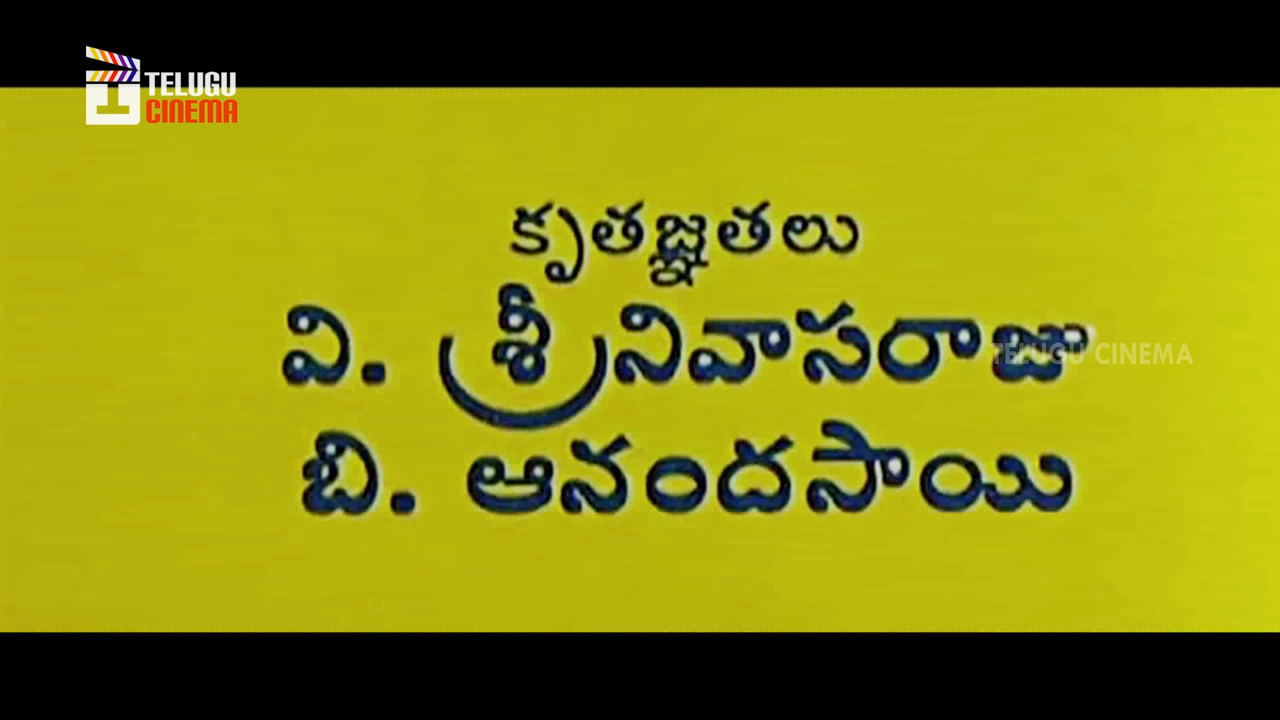 TELUGU
CINEMA
కృతజ్ఞతలు
వి. శ్రీనివాసరాజు
TELUGU CINEMA
బి. ఆనందసాయి